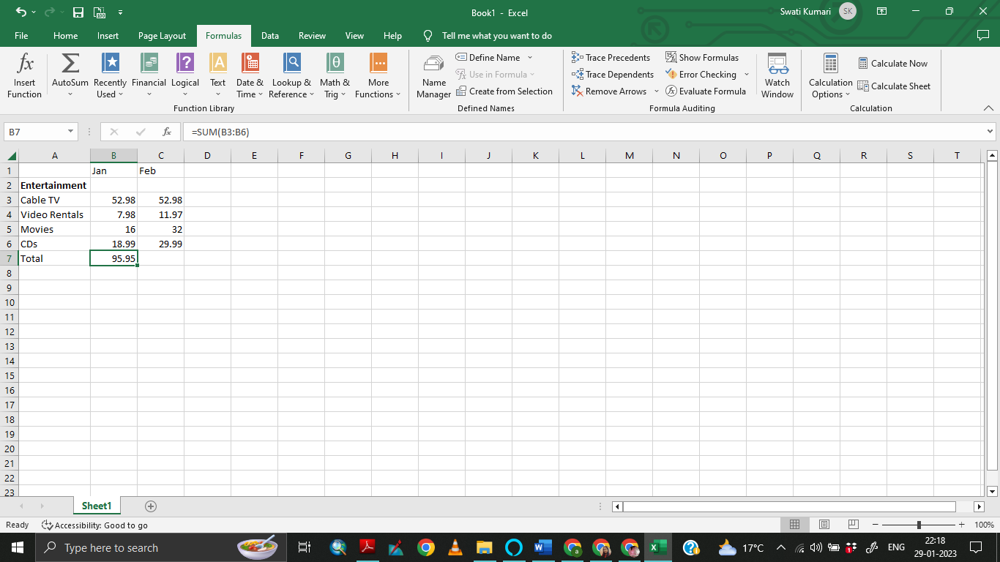 Book1 - Excel
Swati Kumari SK
File Home Insert Page Layout Formulas Data Review View Help Tell me what you want to do
fx Σ ? A θ
Insert Function
AutoSum
Recently Used
Financial
Logical
Text
Date & Time
Lookup & Reference
Math & Trig
More Functions
Function Library
Name Manager
Define Name
Use in Formula
Create from Selection
Defined Names
Trace Precedents
Trace Dependents
Remove Arrows
Show Formulas
Error Checking
Evaluate Formula
Formula Auditing
Watch Window
Calculation Options
Calculate Now
Calculate Sheet
Calculation
B7 fx =SUM(B3:B6)
A B C D E F G H I J K L M N O P Q R S T
1 Jan Feb
2 Entertainment
3 Cable TV 52.98 52.98
4 Video Rentals 7.98 11.97
5 Movies 16 32
6 CDs 18.99 29.99
7 Total 95.95
8
9
10
11
12
13
14
15
16
17
18
19
20
21
22
23
Sheet1
Ready Accessibility: Good to go 100%
Type here to search
17°C ENG 22:18
29-01-2023